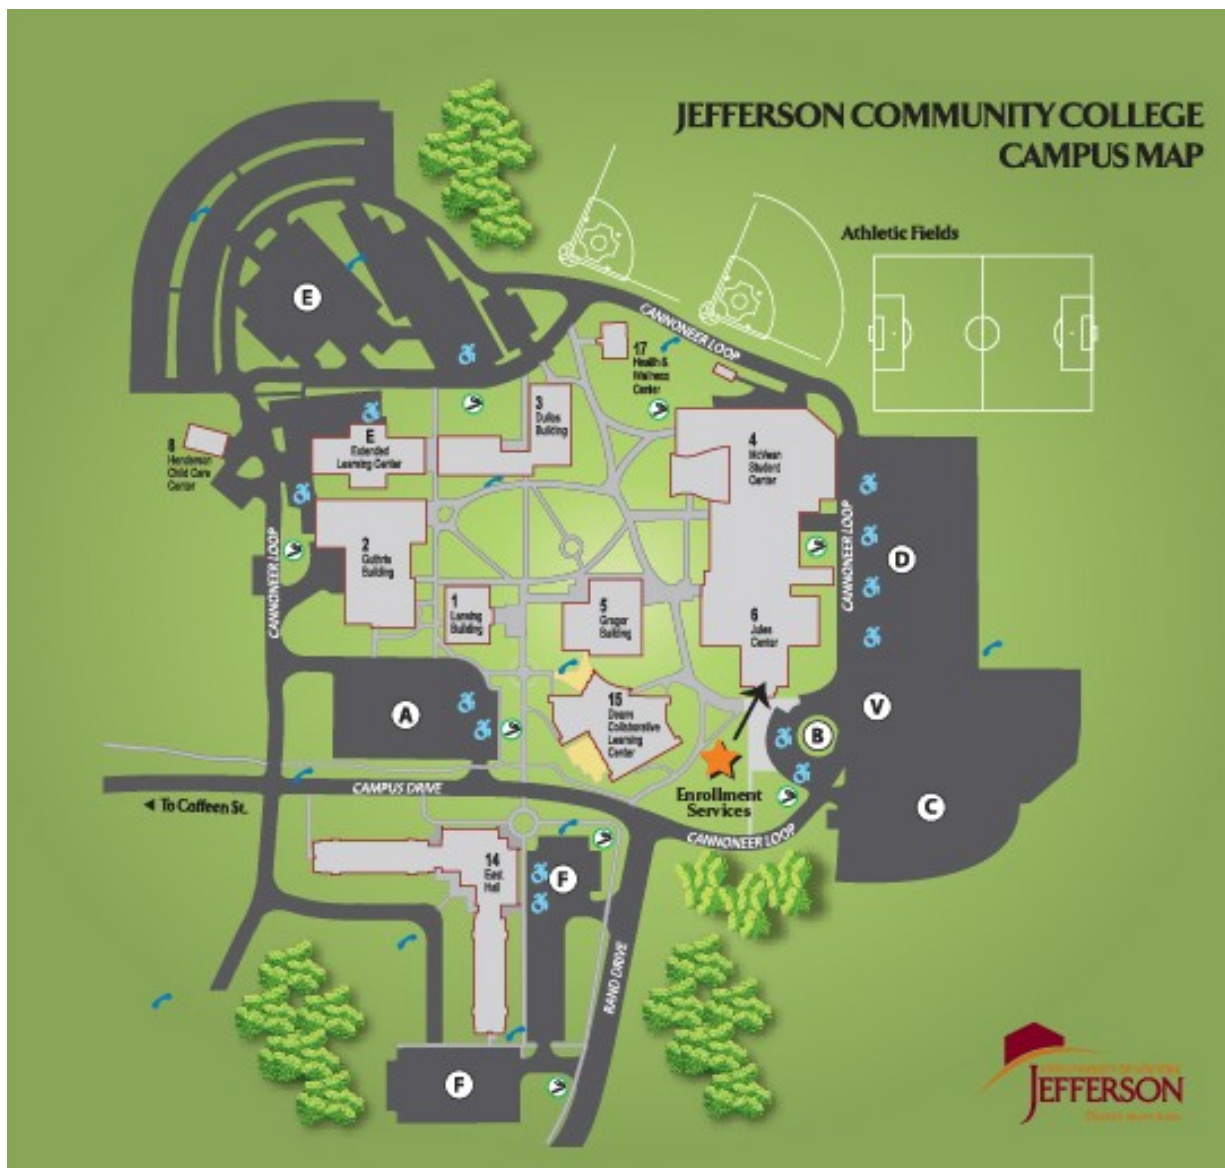 JEFFERSON COMMUNITY COLLEGE
CAMPUS MAP
Athletic Fields
CANNONEER LOOP
E
17
Health &
Wellness
Center
3
Dulles
Building
E
Extended
Learning Center
8
Henderson
Child Care
Center
4
McVean
Student
Center
CANNONEER LOOP
D
2
Guthrie
Building
CANNONEER LOOP
1
Lansing
Building
5
Gregor
Building
6
Jules
Center
A
15
Deans
Collaborative
Learning
Center
V
B
C
Enrollment
Services
CAMPUS DRIVE
To Coffeen St.
CANNONEER LOOP
14
East
Hall
F
RAND DRIVE
F
JEFFERSON